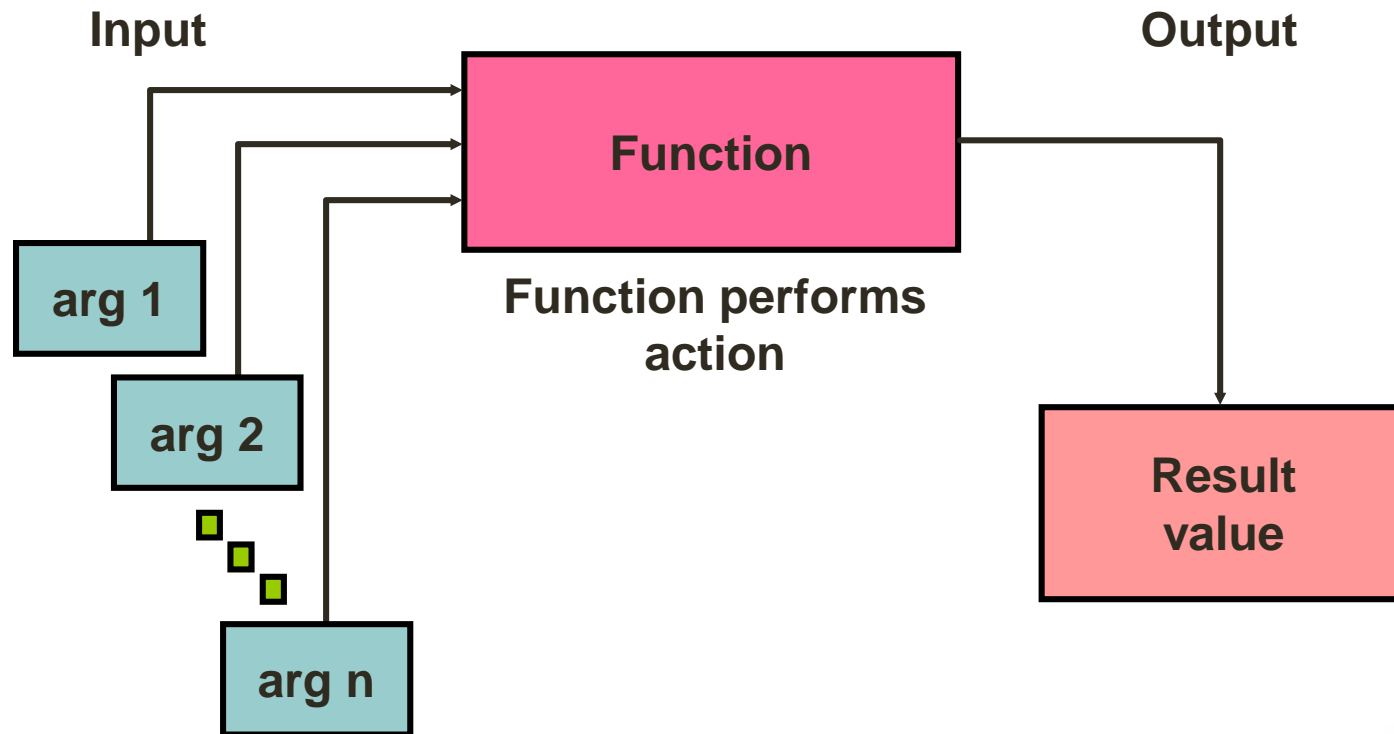 Input
Output
Function
arg 1
Function performs
action
arg 2
Result
value
arg n